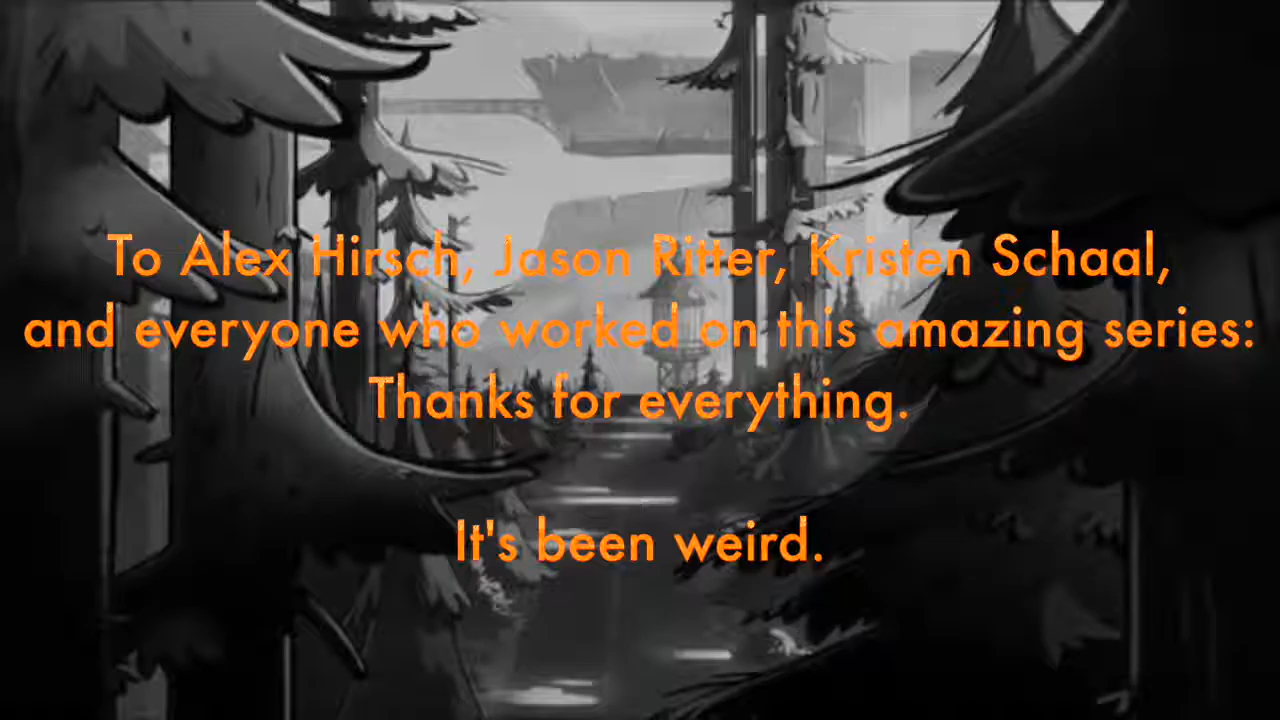 To Alex Hirsch, Jason Ritter, Kristen Schaal,
and everyone who worked on this amazing series:
Thanks for everything.
It's been weird.